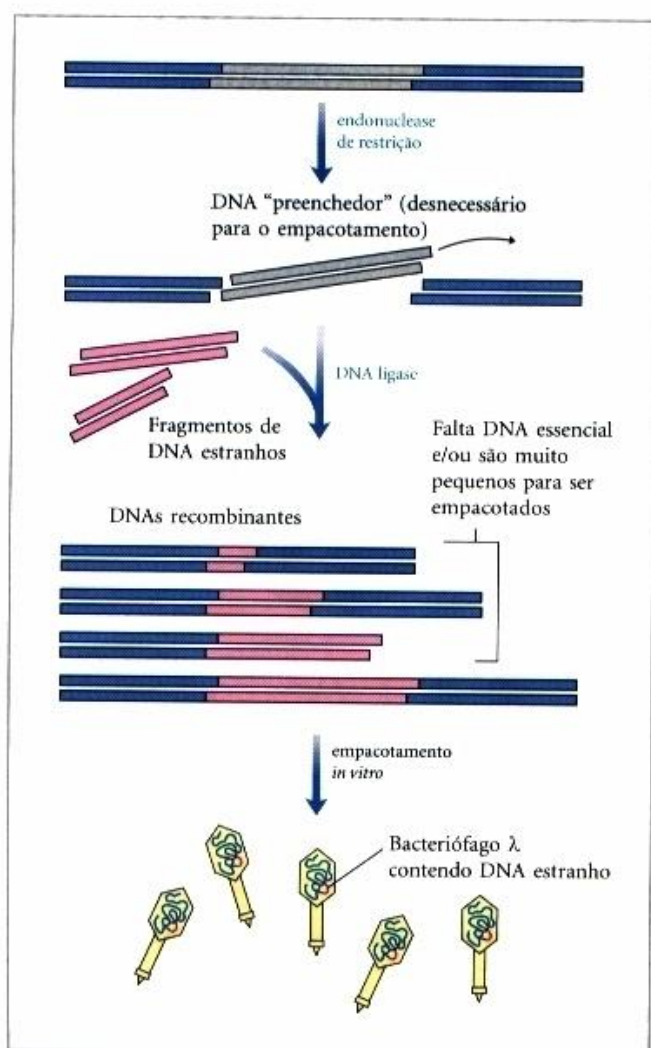 endonuclease
de restrição
DNA “preenchedor” (desnecessário
para o empacotamento)
DNA ligase
Fragmentos de
DNA estranhos
Falta DNA essencial
e/ou são muito
pequenos para ser
empacotados
DNAs recombinantes
empacotamento
in vitro
Bacteriófago λ
contendo DNA estranho